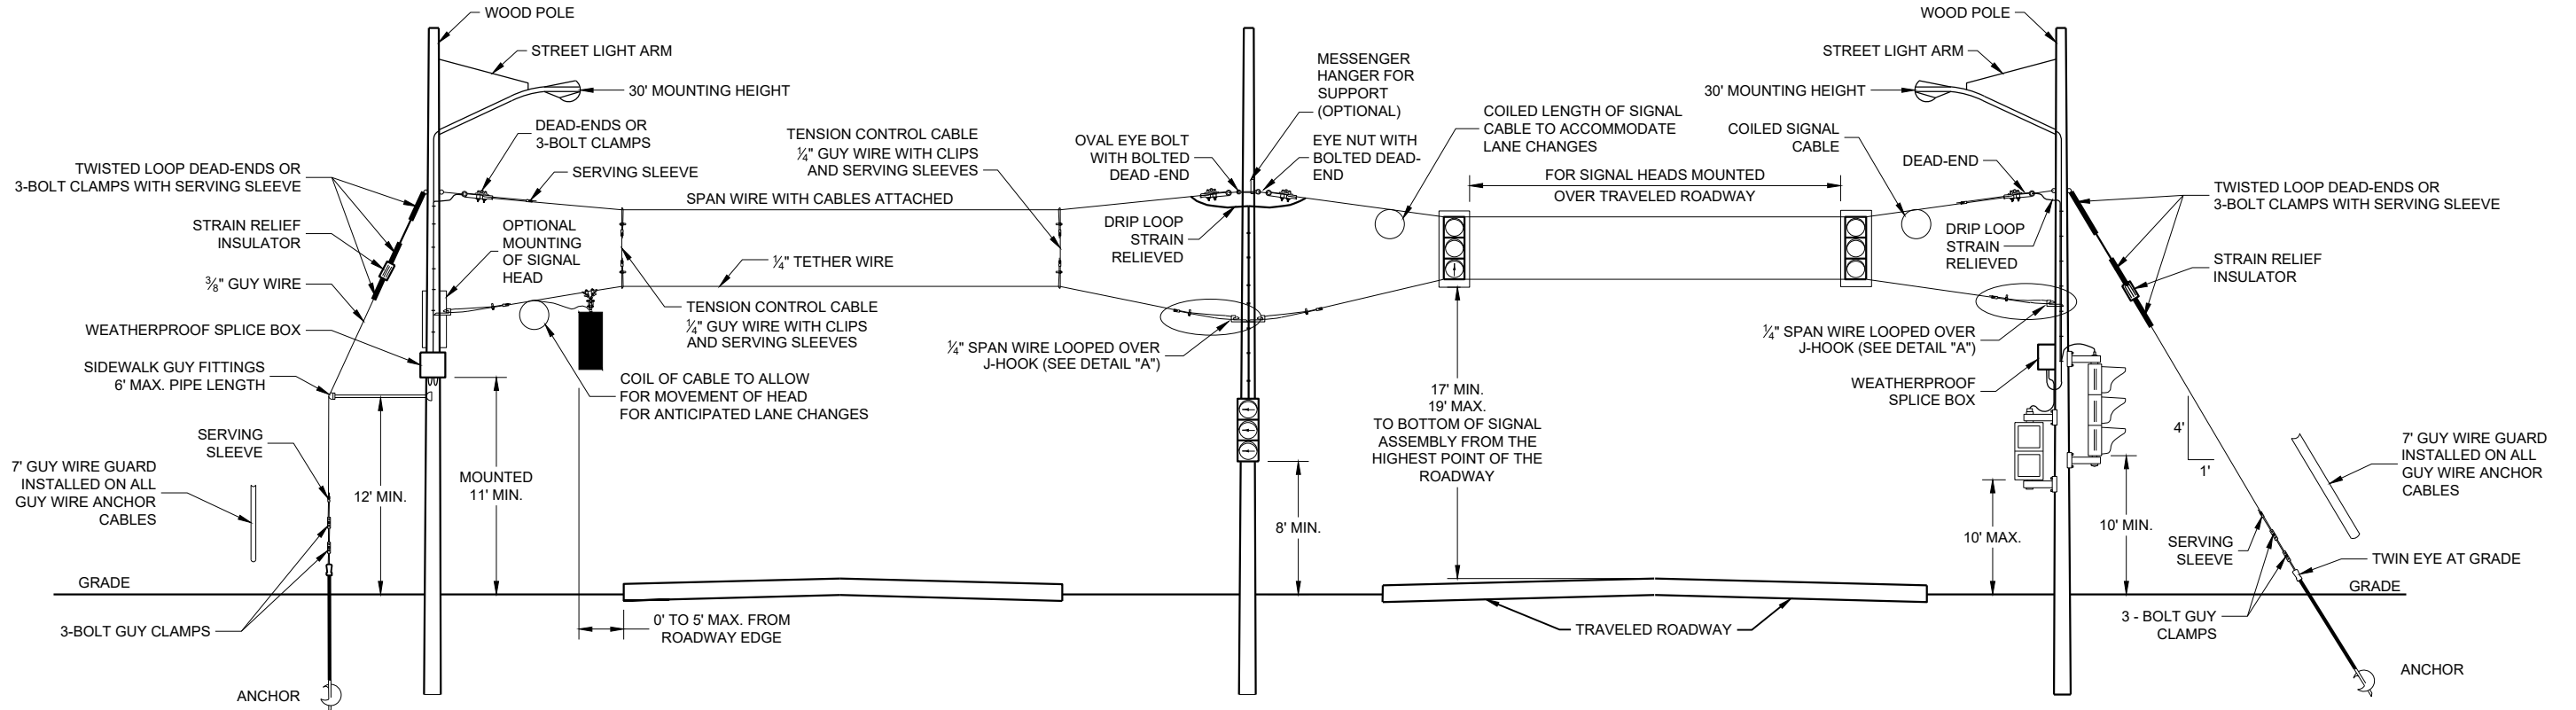 WOOD POLE
STREET LIGHT ARM
30' MOUNTING HEIGHT
DEAD-ENDS OR
3-BOLT CLAMPS
SERVING SLEEVE
TWISTED LOOP DEAD-ENDS OR
3-BOLT CLAMPS WITH SERVING SLEEVE
STRAIN RELIEF
INSULATOR
3/8" GUY WIRE
WEATHERPROOF SPLICE BOX
SIDEWALK GUY FITTINGS
6' MAX. PIPE LENGTH
SERVING
SLEEVE
7' GUY WIRE GUARD
INSTALLED ON ALL
GUY WIRE ANCHOR
CABLES
GRADE
3-BOLT GUY CLAMPS
ANCHOR
12' MIN.
MOUNTED
11' MIN.
OPTIONAL
MOUNTING
OF SIGNAL
HEAD
TENSION CONTROL CABLE
1/4" GUY WIRE WITH CLIPS
AND SERVING SLEEVES
SPAN WIRE WITH CABLES ATTACHED
1/4" TETHER WIRE
TENSION CONTROL CABLE
1/4" GUY WIRE WITH CLIPS
AND SERVING SLEEVES
COIL OF CABLE TO ALLOW
FOR MOVEMENT OF HEAD
FOR ANTICIPATED LANE CHANGES
0' TO 5' MAX. FROM
ROADWAY EDGE
MESSENGER
HANGER FOR
SUPPORT
(OPTIONAL)
OVAL EYE BOLT
WITH BOLTED
DEAD -END
EYE NUT WITH
BOLTED DEAD-
END
DRIP LOOP
STRAIN
RELIEVED
1/4" SPAN WIRE LOOPED OVER
J-HOOK (SEE DETAIL "A")
8' MIN.
COILED LENGTH OF SIGNAL
CABLE TO ACCOMMODATE
LANE CHANGES
FOR SIGNAL HEADS MOUNTED
OVER TRAVELED ROADWAY
17' MIN.
19' MAX.
TO BOTTOM OF SIGNAL
ASSEMBLY FROM THE
HIGHEST POINT OF THE
ROADWAY
TRAVELED ROADWAY
WOOD POLE
STREET LIGHT ARM
30' MOUNTING HEIGHT
COILED SIGNAL
CABLE
DEAD-END
DRIP LOOP
STRAIN
RELIEVED
1/4" SPAN WIRE LOOPED OVER
J-HOOK (SEE DETAIL "A")
WEATHERPROOF
SPLICE BOX
10' MAX.
10' MIN.
TWISTED LOOP DEAD-ENDS OR
3-BOLT CLAMPS WITH SERVING SLEEVE
STRAIN RELIEF
INSULATOR
4'
1'
7' GUY WIRE GUARD
INSTALLED ON ALL
GUY WIRE ANCHOR
CABLES
SERVING
SLEEVE
TWIN EYE AT GRADE
GRADE
3 - BOLT GUY
CLAMPS
ANCHOR